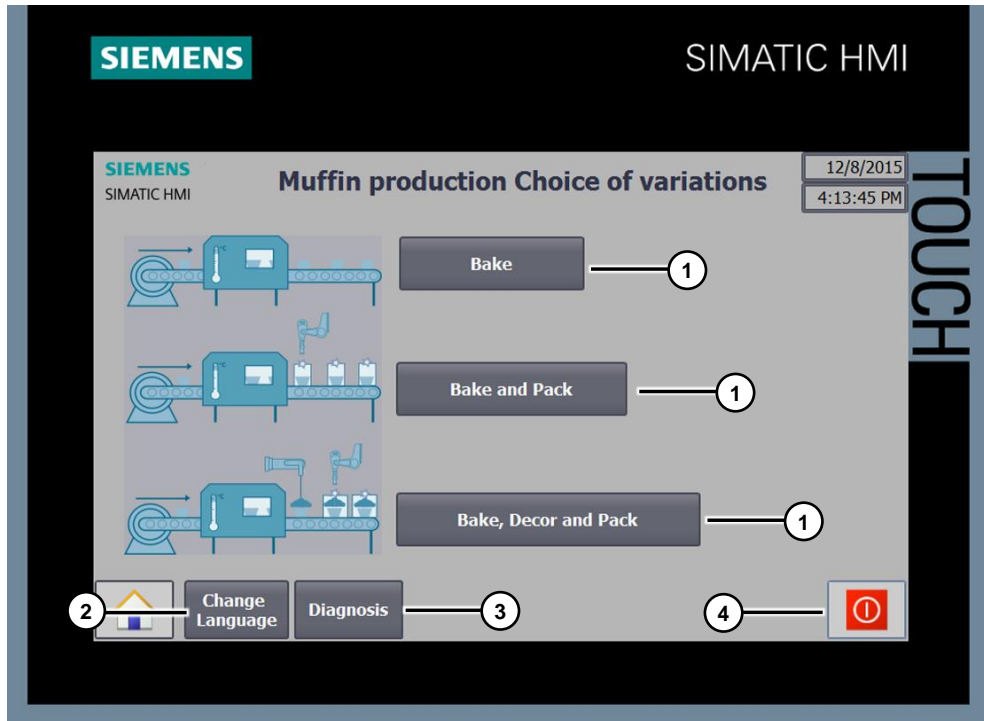 SIEMENS
SIMATIC HMI
TOUCH
SIEMENS
SIMATIC HMI
Muffin production Choice of variations
12/8/2015
4:13:45 PM
°C
Bake
1
°C
Bake and Pack
1
°C
Bake, Decor and Pack
1
2
Change
Language
Diagnosis
3
4